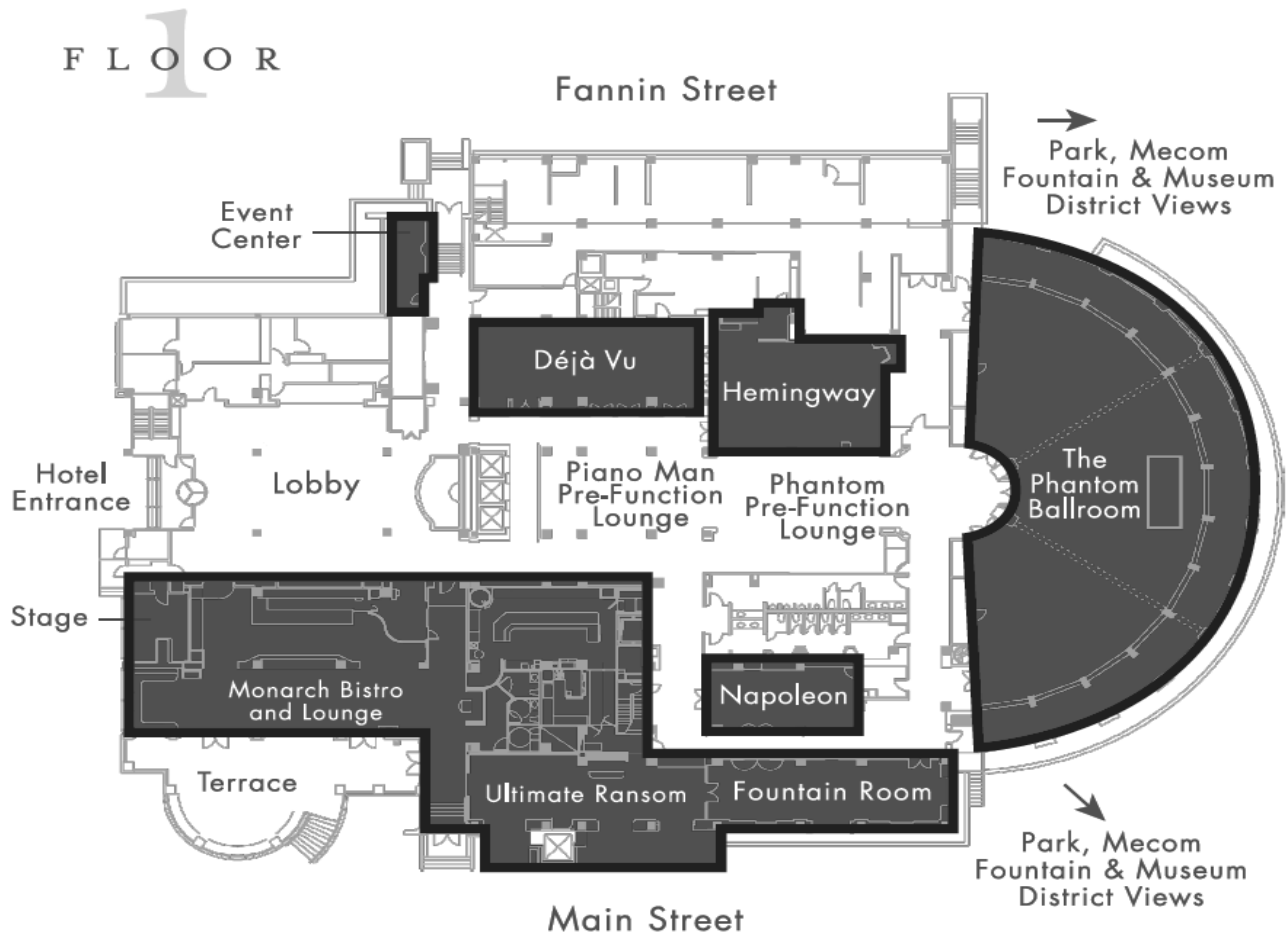 1
FLOOR
Fannin Street
Park, Mecom
Fountain & Museum
District Views
Event
Center
Déjà Vu
Hemingway
Hotel
Entrance
Lobby
Piano Man
Pre-Function
Lounge
Phantom
Pre-Function
Lounge
The
Phantom
Ballroom
Stage
Monarch Bistro
and Lounge
Napoleon
Terrace
Ultimate Ransom
Fountain Room
Park, Mecom
Fountain & Museum
District Views
Main Street